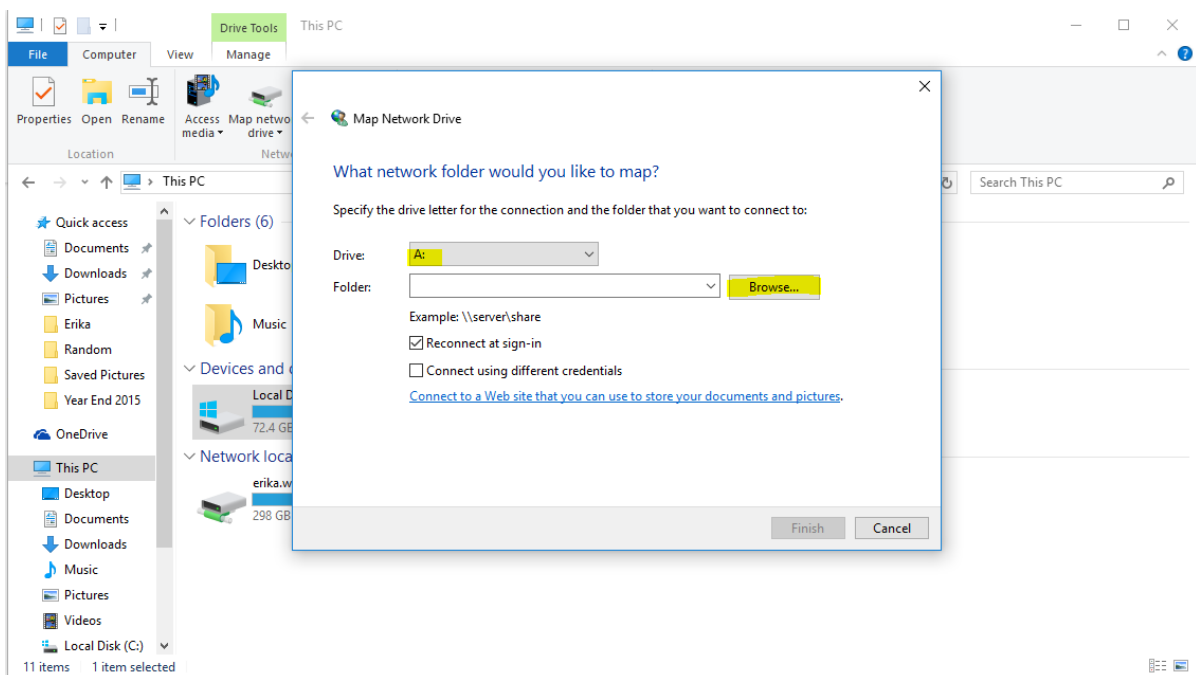 Drive Tools This PC
File Computer View Manage
Properties Open Rename Access media Map netwo drive
Location Netw
This PC
Search This PC
Quick access
Documents
Downloads
Pictures
Erika
Random
Saved Pictures
Year End 2015
OneDrive
This PC
Desktop
Documents
Downloads
Music
Pictures
Videos
Local Disk (C:)
Folders (6)
Deskto
Music
Devices and
Local D
72.4 GB
Network loca
erika.w
298 GB
Map Network Drive
What network folder would you like to map?
Specify the drive letter for the connection and the folder that you want to connect to:
Drive: A:
Folder: Browse...
Example: \\server\share
Reconnect at sign-in
Connect using different credentials
Connect to a Web site that you can use to store your documents and pictures.
Finish Cancel
11 items 1 item selected